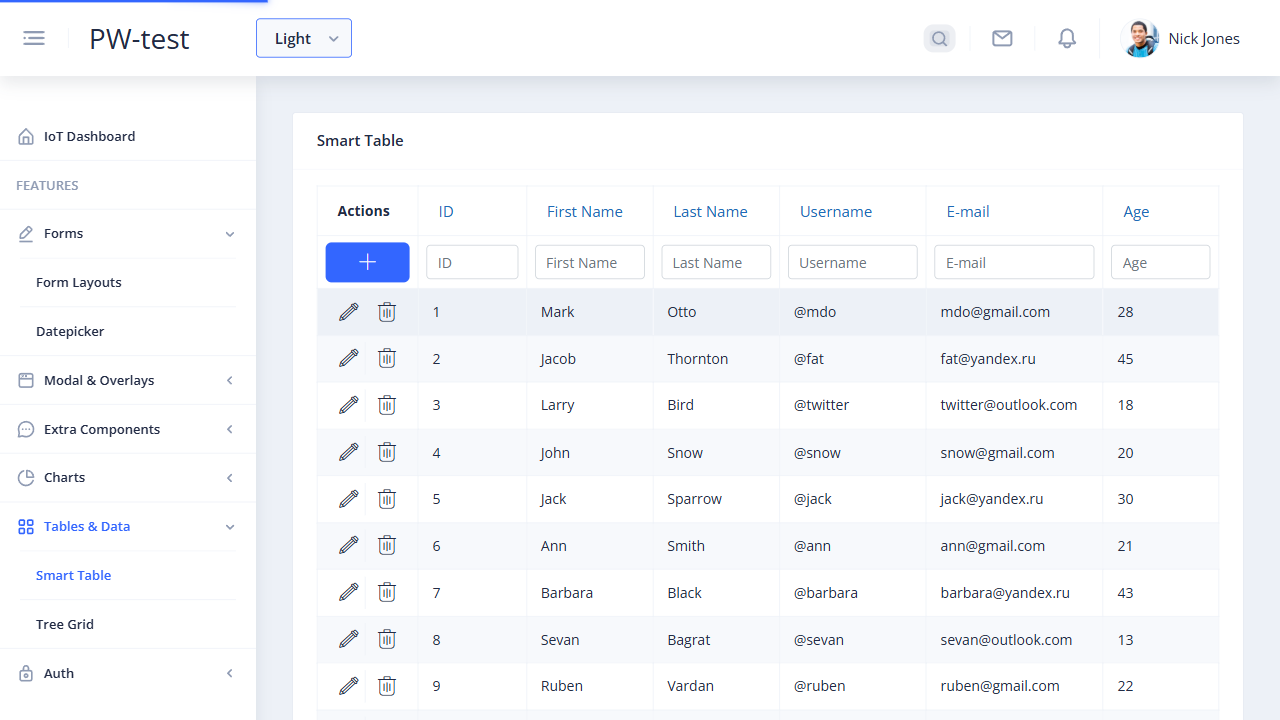 PW-test
Light
Nick Jones
IoT Dashboard
FEATURES
Forms
Form Layouts
Datepicker
Modal & Overlays
Extra Components
Charts
Tables & Data
Smart Table
Tree Grid
Auth
Smart Table
Actions ID First Name Last Name Username E-mail Age
ID First Name Last Name Username E-mail Age
1 Mark Otto @mdo mdo@gmail.com 28
2 Jacob Thornton @fat fat@yandex.ru 45
3 Larry Bird @twitter twitter@outlook.com 18
4 John Snow @snow snow@gmail.com 20
5 Jack Sparrow @jack jack@yandex.ru 30
6 Ann Smith @ann ann@gmail.com 21
7 Barbara Black @barbara barbara@yandex.ru 43
8 Sevan Bagrat @sevan sevan@outlook.com 13
9 Ruben Vardan @ruben ruben@gmail.com 22